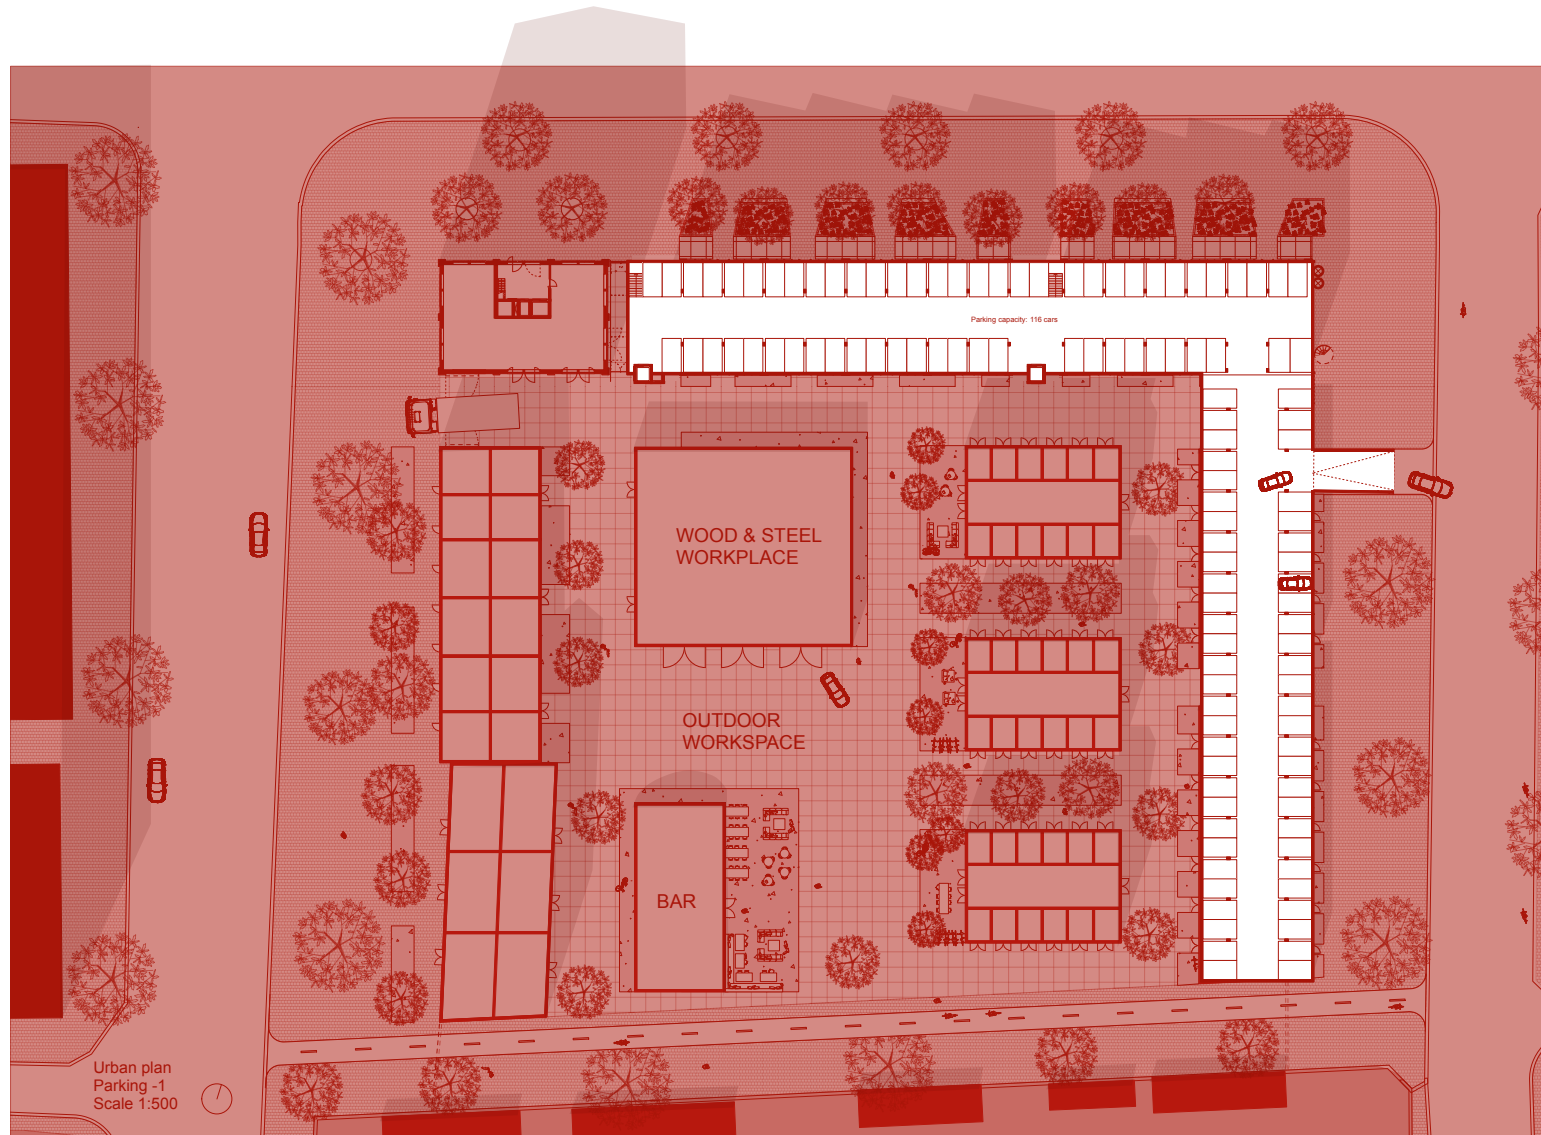 Parking capacity: 116 cars
WOOD & STEEL
WORKPLACE
OUTDOOR
WORKSPACE
BAR
Urban plan
Parking -1
Scale 1:500